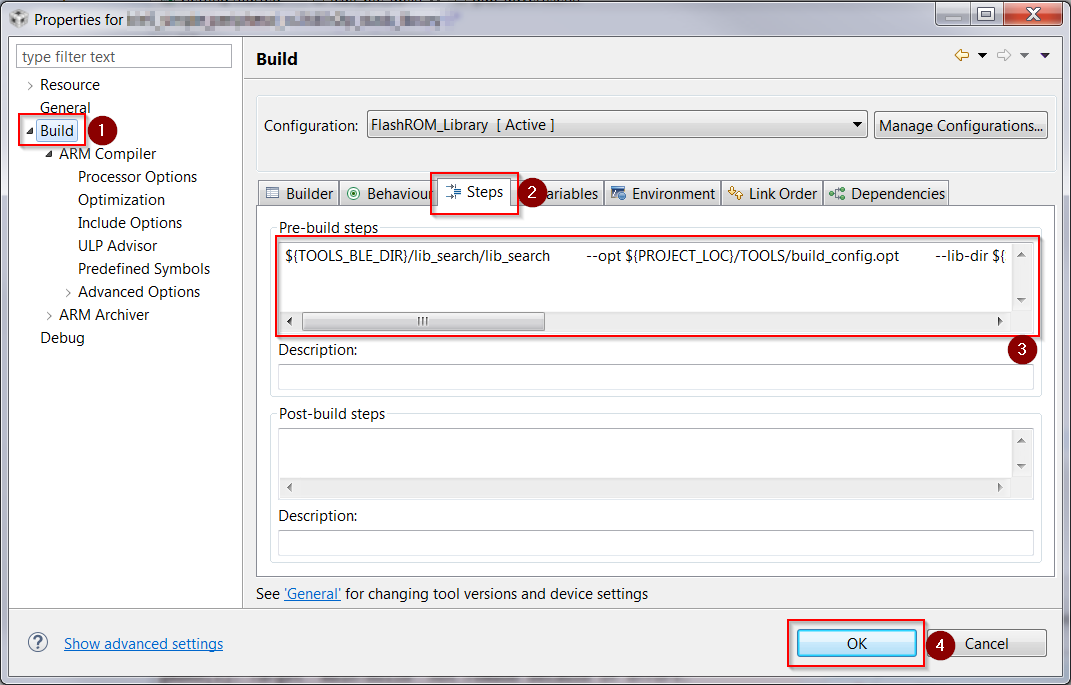 Properties for
type filter text
Resource
General
Build
1
ARM Compiler
Processor Options
Optimization
Include Options
ULP Advisor
Predefined Symbols
Advanced Options
ARM Archiver
Debug
Build
Configuration: FlashROM_Library [ Active ] Manage Configurations...
Builder Behaviour Steps 2 ariables Environment Link Order Dependencies
Pre-build steps
${TOOLS_BLE_DIR}/lib_search/lib_search --opt ${PROJECT_LOC}/TOOLS/build_config.opt --lib-dir ${
3
Description:
Post-build steps
Description:
See 'General' for changing tool versions and device settings
Show advanced settings
OK 4 Cancel